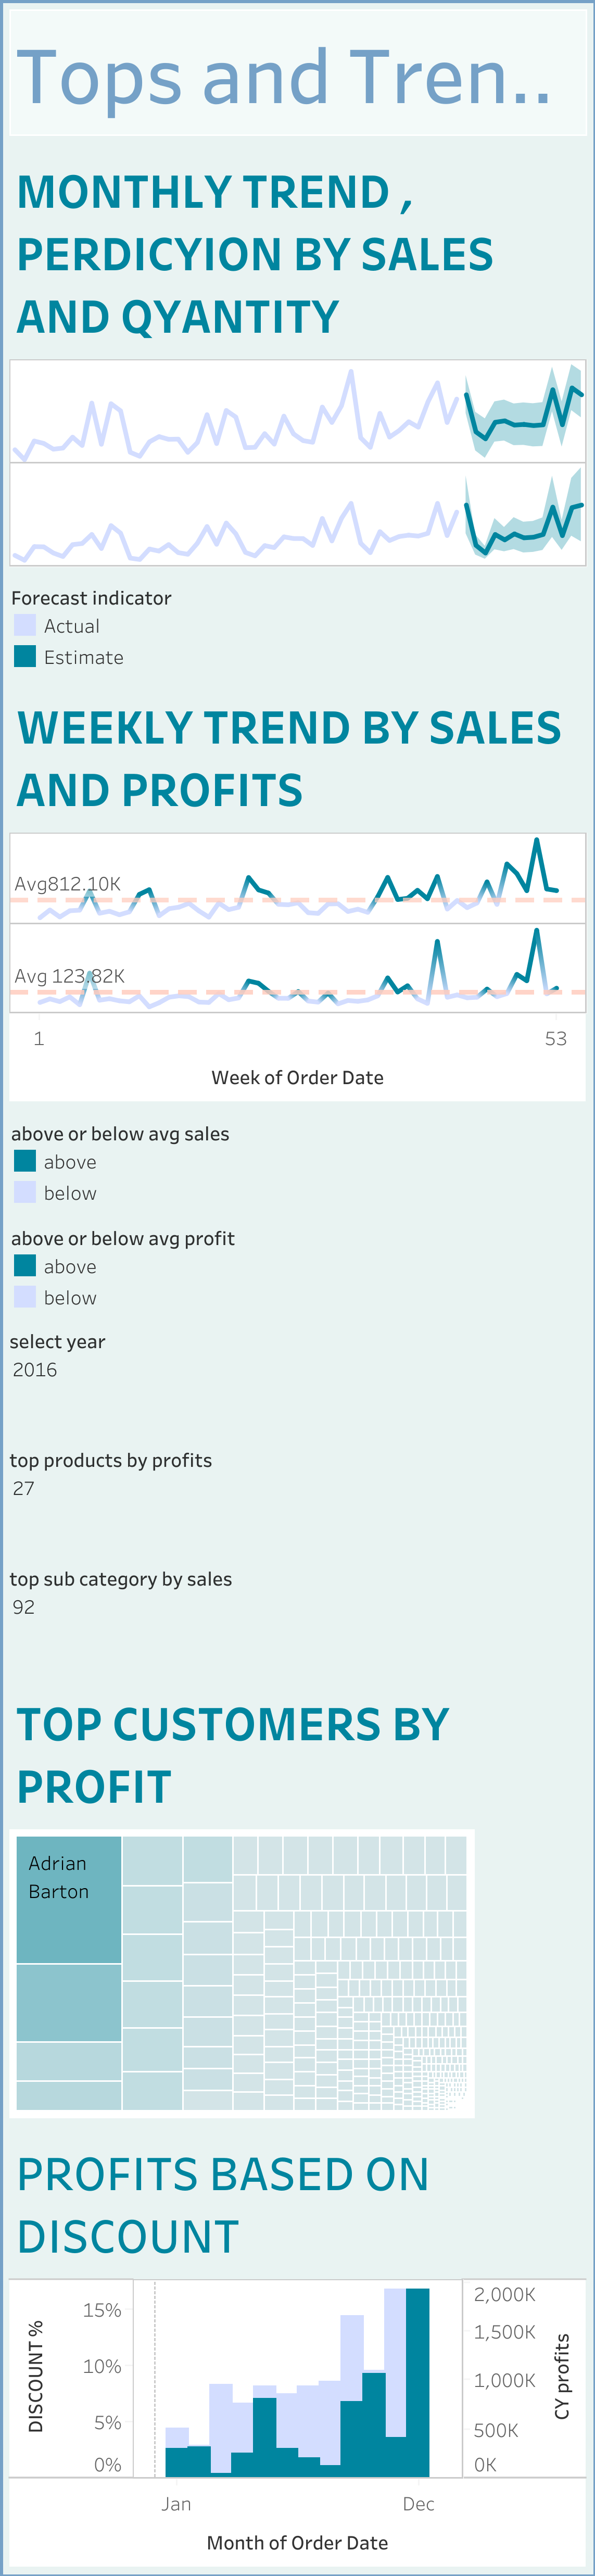 Tops and Tren..
MONTHLY TREND ,
PERDICYION BY SALES
AND QYANTITY
Forecast indicator
Actual
Estimate
WEEKLY TREND BY SALES
AND PROFITS
Avg812.10K
Avg 123.82K
1
53
Week of Order Date
above or below avg sales
above
below
above or below avg profit
above
below
select year
2016
top products by profits
27
top sub category by sales
92
TOP CUSTOMERS BY
PROFIT
Adrian
Barton
PROFITS BASED ON
DISCOUNT
DISCOUNT %
15%
10%
5%
0%
2,000K
1,500K
1,000K
500K
0K
CY profits
Jan
Dec
Month of Order Date